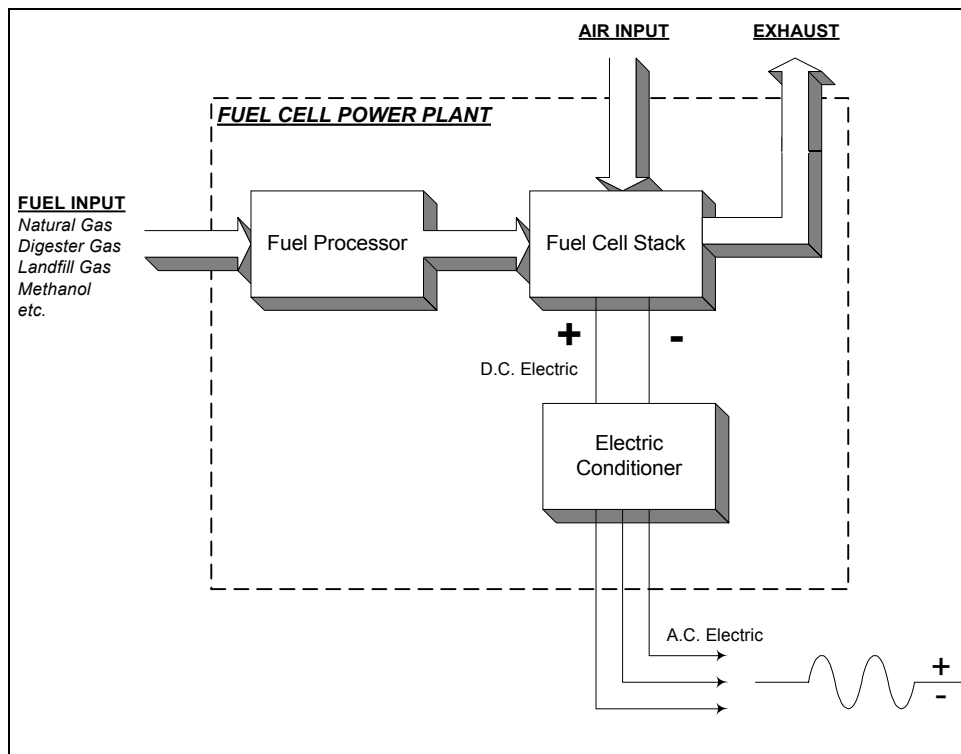 AIR INPUT
EXHAUST
FUEL CELL POWER PLANT
FUEL INPUT
Natural Gas
Digester Gas
Landfill Gas
Methanol
etc.
Fuel Processor
Fuel Cell Stack
+
-
D.C. Electric
Electric
Conditioner
A.C. Electric
+
-